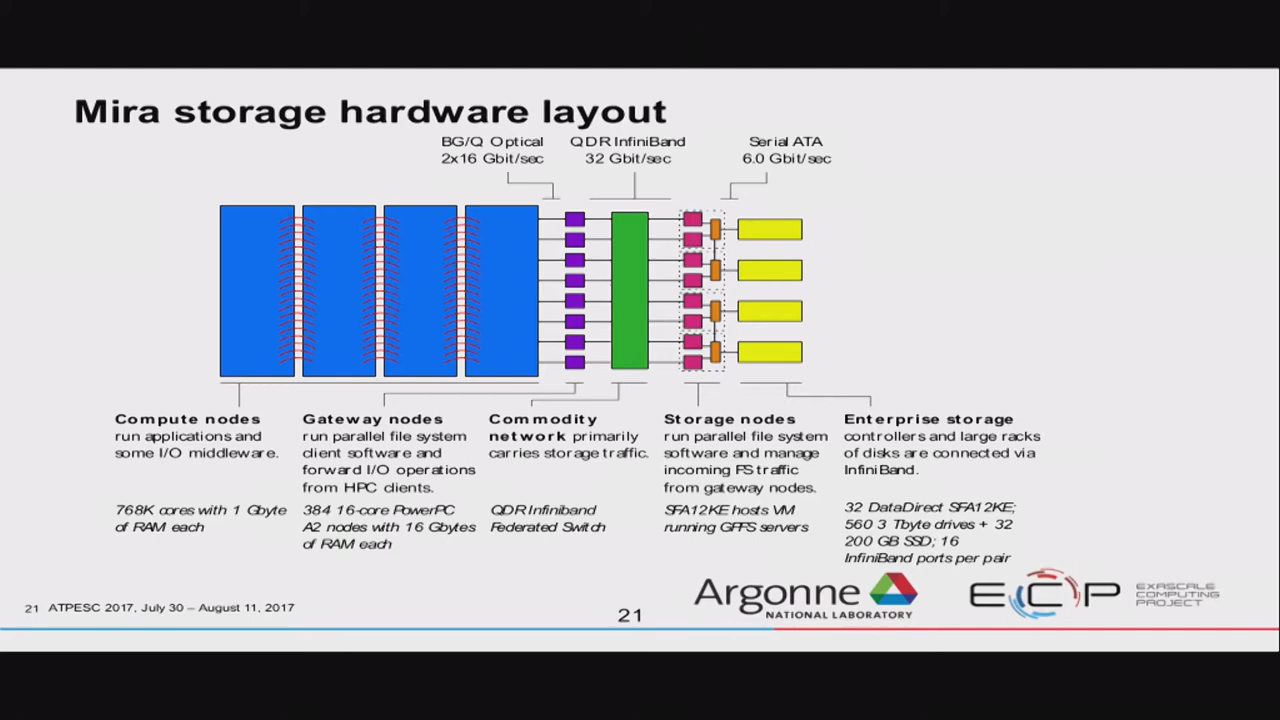 Mira storage hardware layout
BG/Q Optical
2x16 Gbit/sec
QDR InfiniBand
32 Gbit/sec
Serial ATA
6.0 Gbit/sec
Compute nodes
run applications and
some I/O middleware.
768K cores with 1 Gbyte
of RAM each
Gateway nodes
run parallel file system
client software and
forward I/O operations
from HPC clients.
384 16-core PowerPC
A2 nodes with 16 Gbytes
of RAM each
Commodity
network primarily
carries storage traffic.
QDR Infiniband
Federated Switch
Storage nodes
run parallel file system
software and manage
incoming FS traffic
from gateway nodes.
SFA12KE hosts VM
running GPFS servers
Enterprise storage
controllers and large racks
of disks are connected via
InfiniBand.
32 DataDirect SFA12KE;
560 3 Tbyte drives + 32
200 GB SSD; 16
InfiniBand ports per pair
21 ATPESC 2017, July 30 – August 11, 2017
21
Argonne
NATIONAL LABORATORY
ECP
EXASCALE
COMPUTING
PROJECT